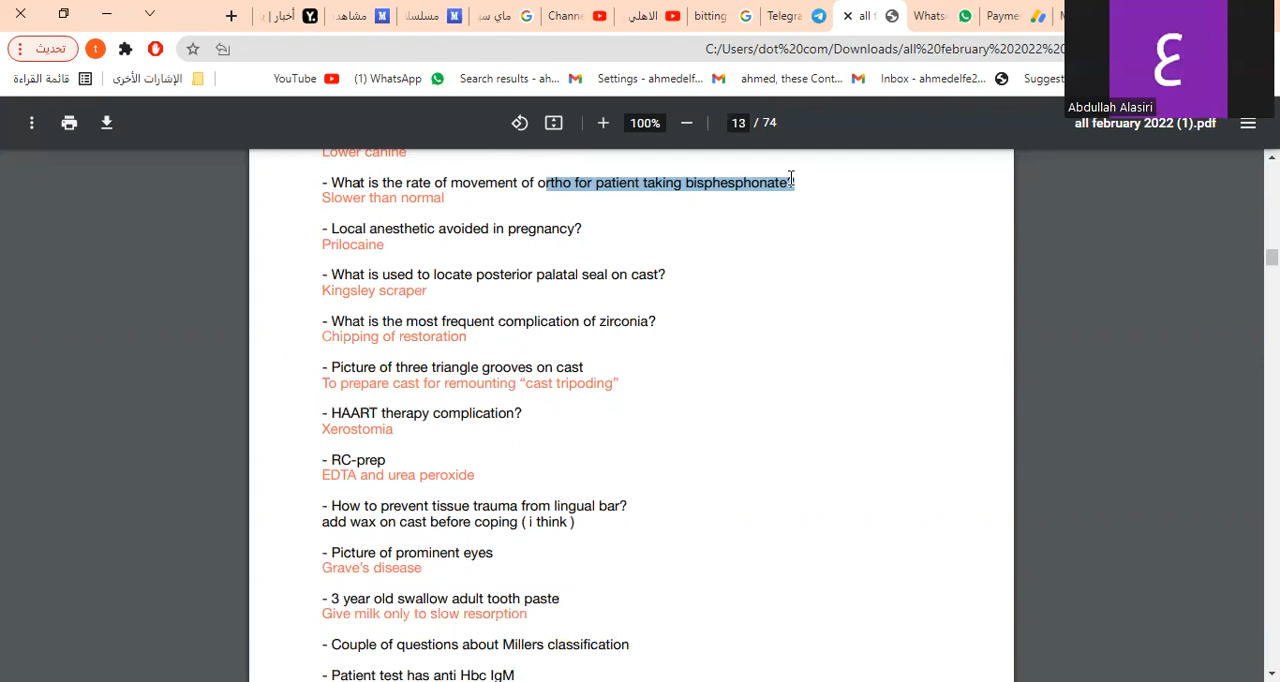 أخبار | يا
مشاهد
مسلسلا
ماي سي
Chann
الاهلي
bitting
Telegra
all f
Whats
Payme
تحديث
C:/Users/dot%20com/Downloads/all%20february%202022%20
قائمة القراءة
الإشارات الأخرى
YouTube
(1) WhatsApp
Search results - ah...
Settings - ahmedelf...
ahmed, these Cont...
Inbox - ahmedelfe2...
Suggest
ع
Abdullah Alasiri
100%
13 / 74
all february 2022 (1).pdf
Lower canine
- What is the rate of movement of ortho for patient taking bisphesphonate?
Slower than normal
- Local anesthetic avoided in pregnancy?
Prilocaine
- What is used to locate posterior palatal seal on cast?
Kingsley scraper
- What is the most frequent complication of zirconia?
Chipping of restoration
- Picture of three triangle grooves on cast
To prepare cast for remounting “cast tripoding”
- HAART therapy complication?
Xerostomia
- RC-prep
EDTA and urea peroxide
- How to prevent tissue trauma from lingual bar?
add wax on cast before coping ( i think )
- Picture of prominent eyes
Grave’s disease
- 3 year old swallow adult tooth paste
Give milk only to slow resorption
- Couple of questions about Millers classification
- Patient test has anti Hbc IgM